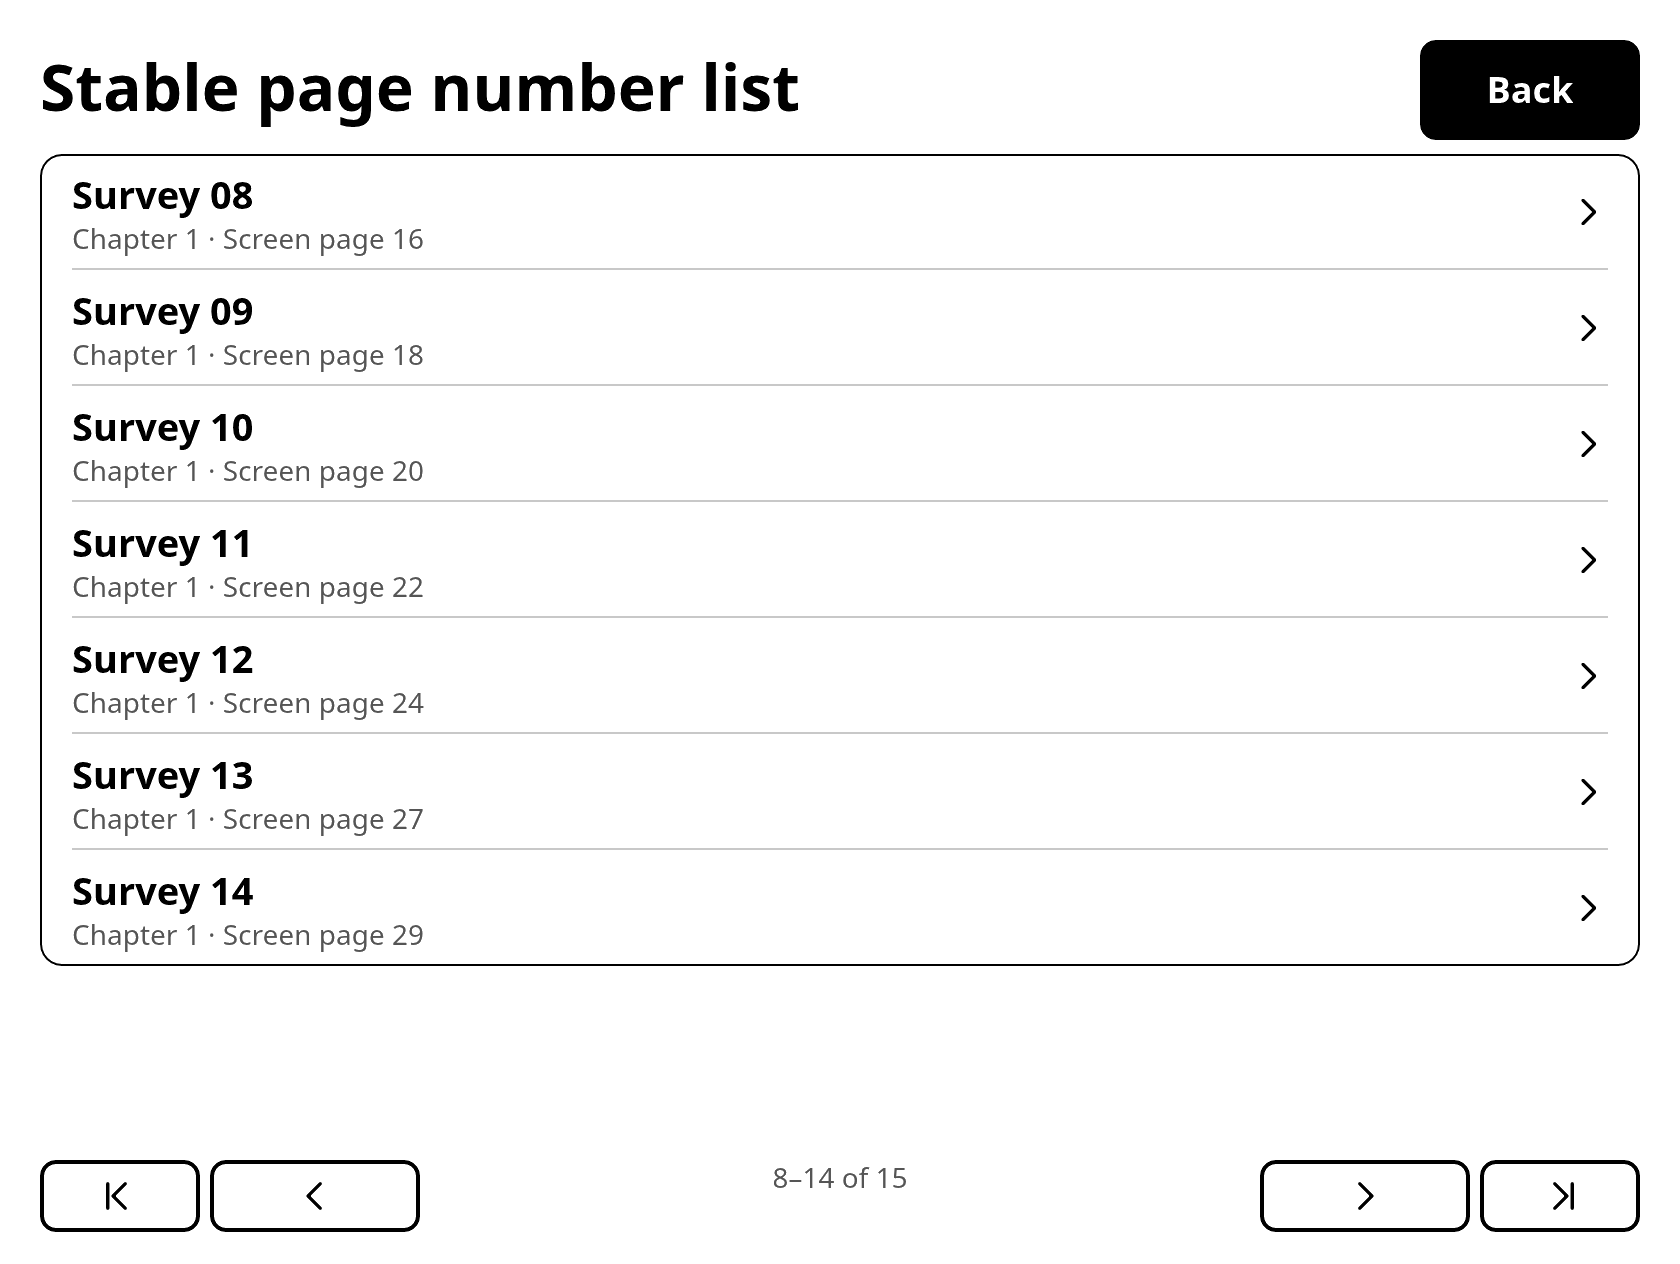 Stable page number list
Back
Survey 08
Chapter 1 · Screen page 16
Survey 09
Chapter 1 · Screen page 18
Survey 10
Chapter 1 · Screen page 20
Survey 11
Chapter 1 · Screen page 22
Survey 12
Chapter 1 · Screen page 24
Survey 13
Chapter 1 · Screen page 27
Survey 14
Chapter 1 · Screen page 29
8–14 of 15